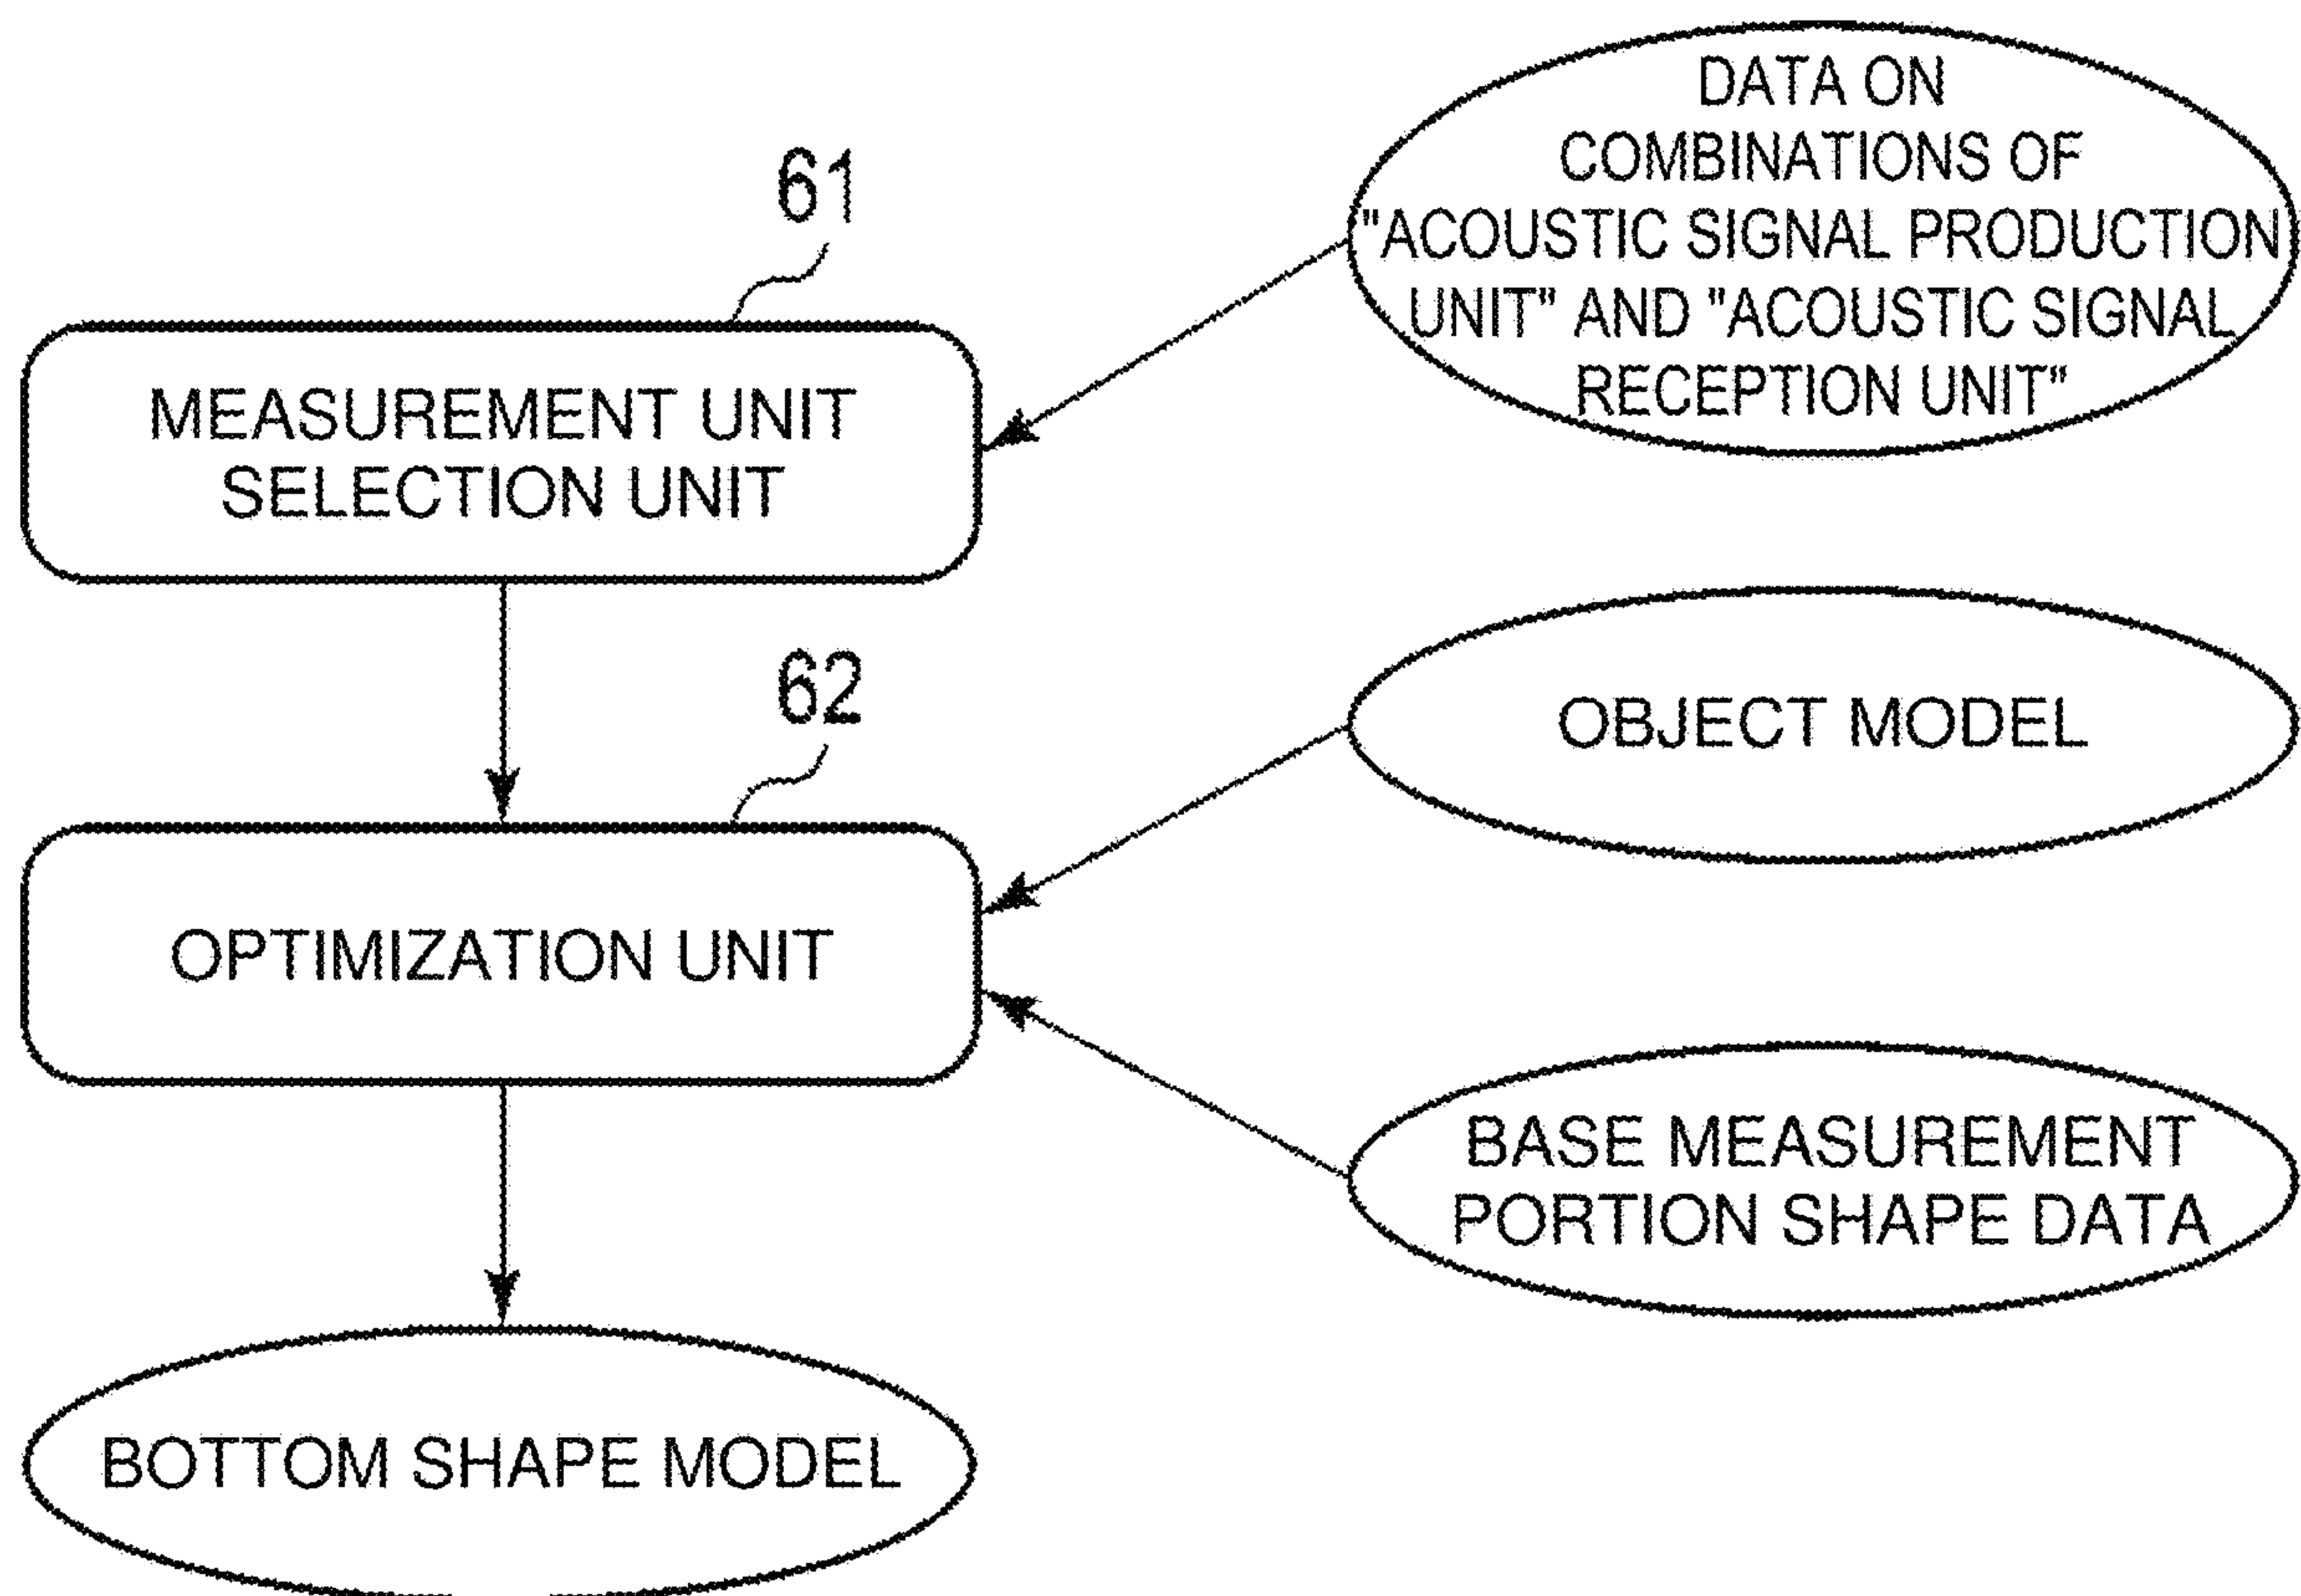 DATA ON
COMBINATIONS OF
"ACOUSTIC SIGNAL PRODUCTION
UNIT" AND "ACOUSTIC SIGNAL
RECEPTION UNIT"
61
MEASUREMENT UNIT
SELECTION UNIT
62
OBJECT MODEL
OPTIMIZATION UNIT
BASE MEASUREMENT
PORTION SHAPE DATA
BOTTOM SHAPE MODEL